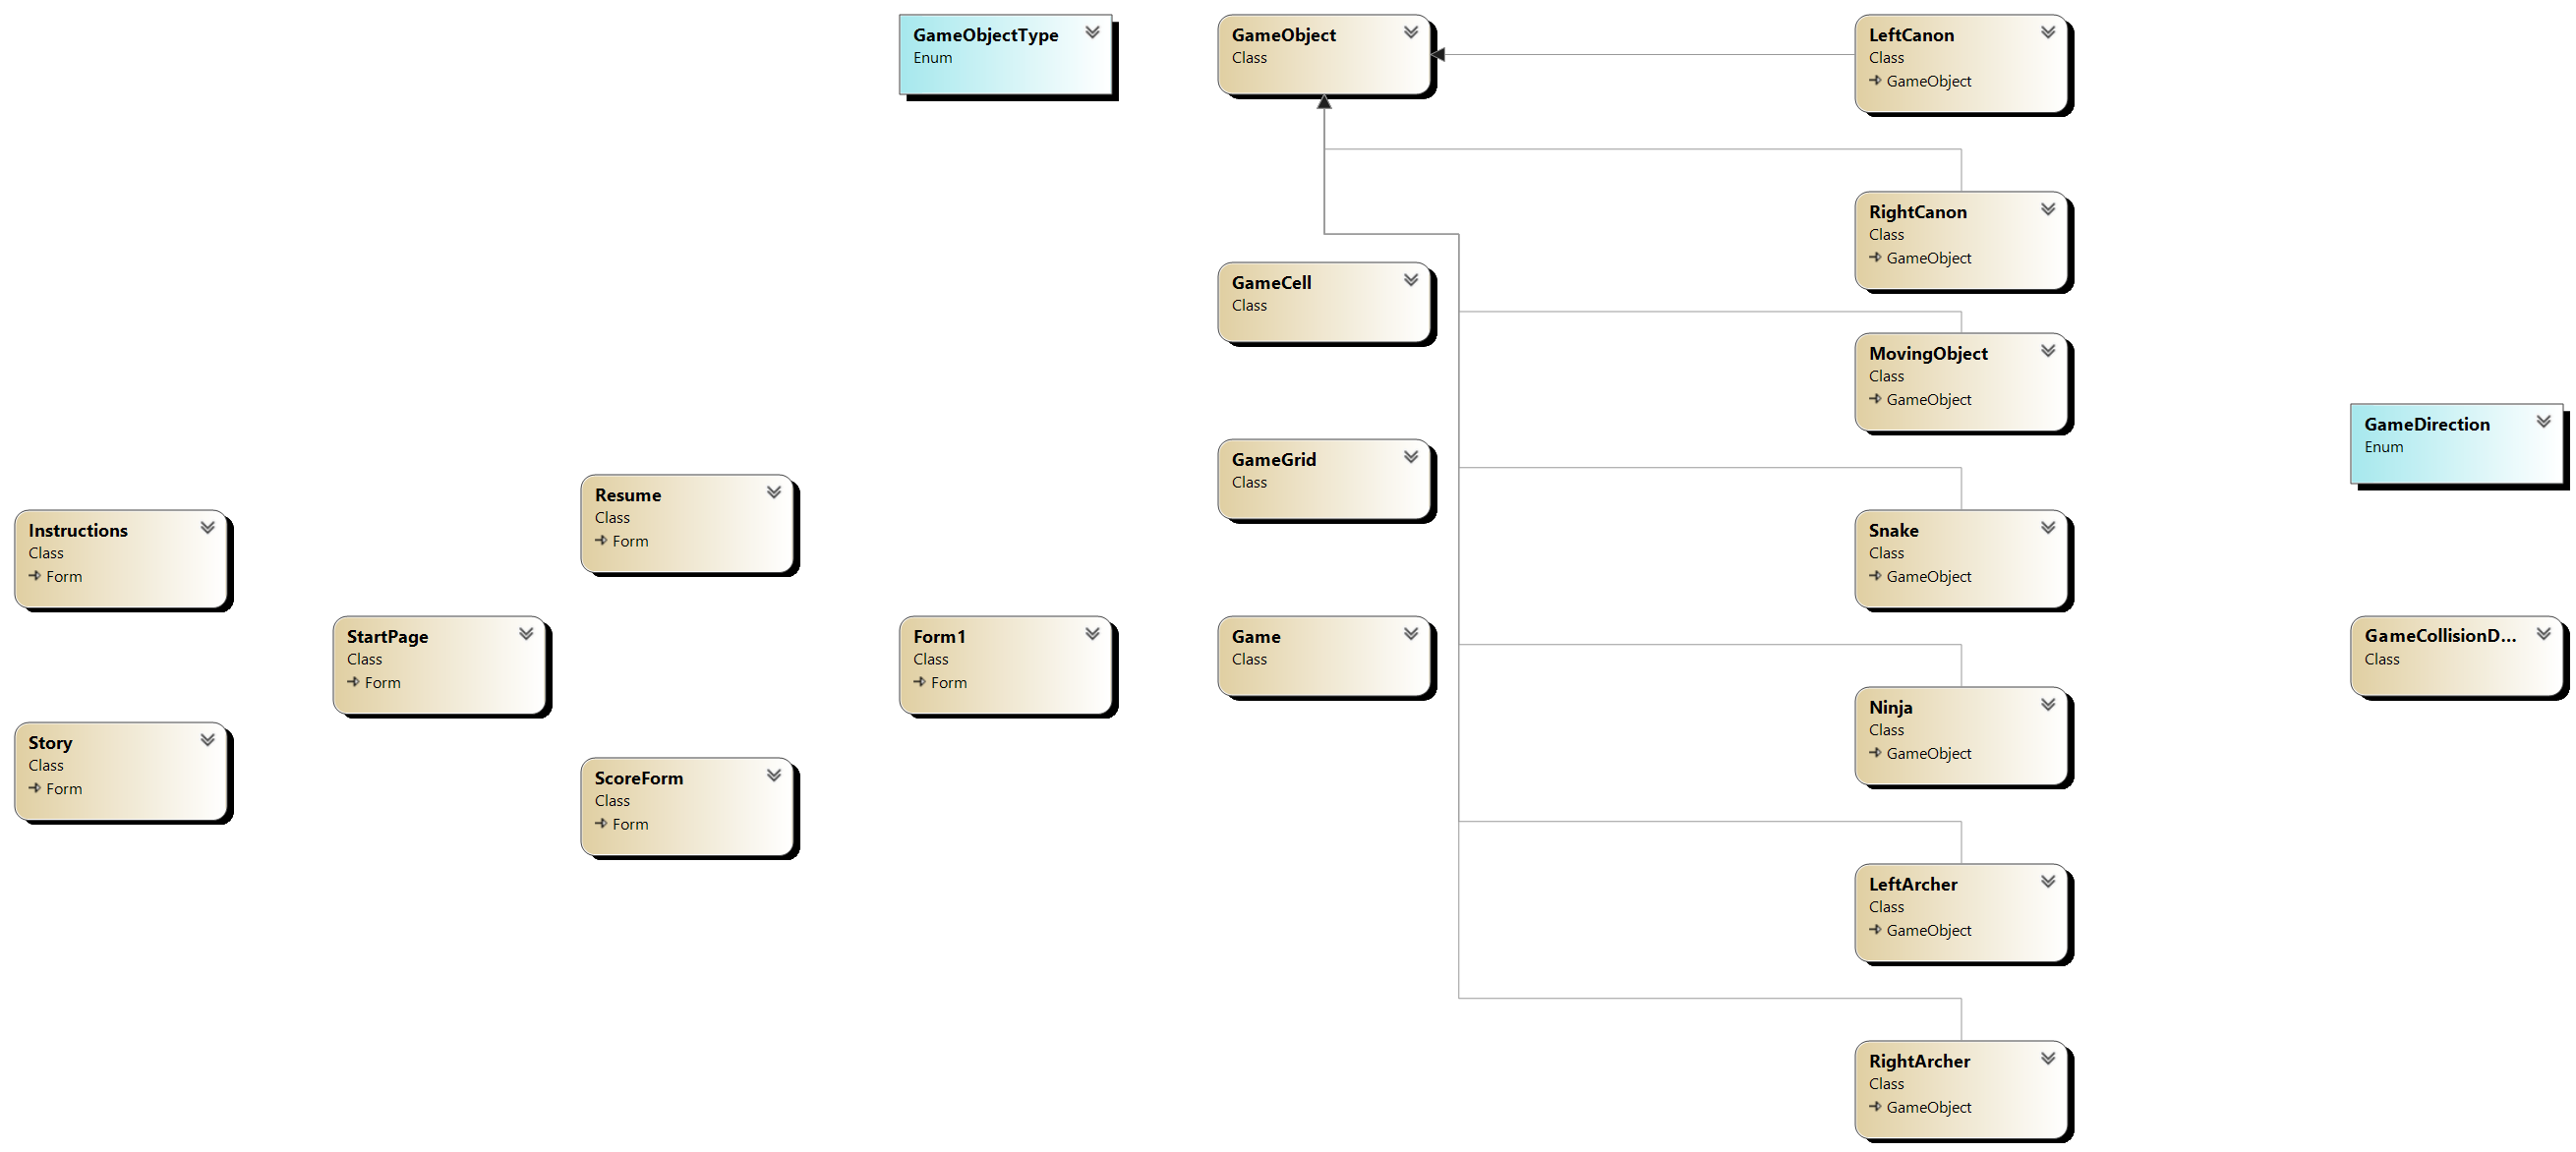 GameObjectType
Enum
GameObject
Class
LeftCanon
Class
GameObject
RightCanon
Class
GameObject
GameCell
Class
MovingObject
Class
GameObject
GameDirection
Enum
GameGrid
Class
Resume
Class
Form
Instructions
Class
Form
Snake
Class
GameObject
StartPage
Class
Form
Form1
Class
Form
Game
Class
GameCollisionD...
Class
Ninja
Class
GameObject
Story
Class
Form
ScoreForm
Class
Form
LeftArcher
Class
GameObject
RightArcher
Class
GameObject